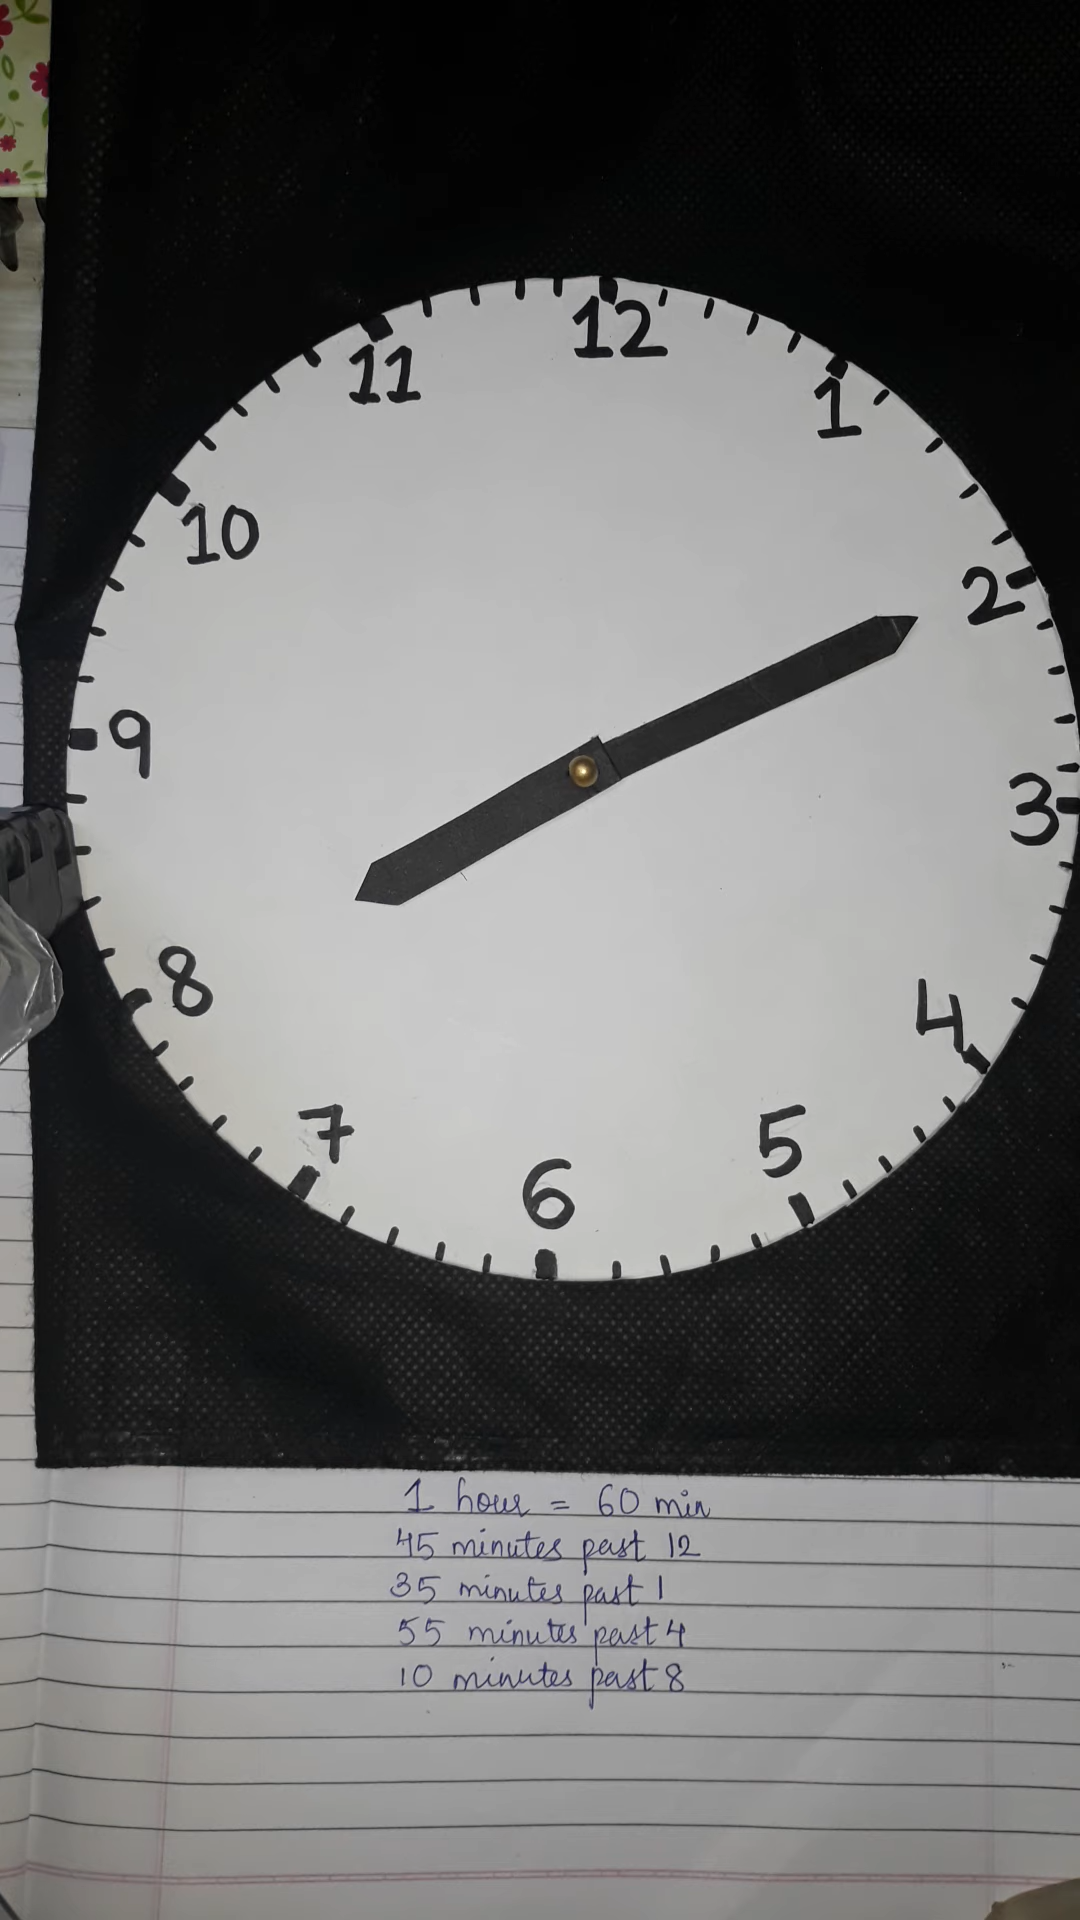 12
11
1
10
2
9
3
8
4
7
5
6
1 hour = 60 min
45 minutes past 12
35 minutes past 1
55 minutes past 4
10 minutes past 8